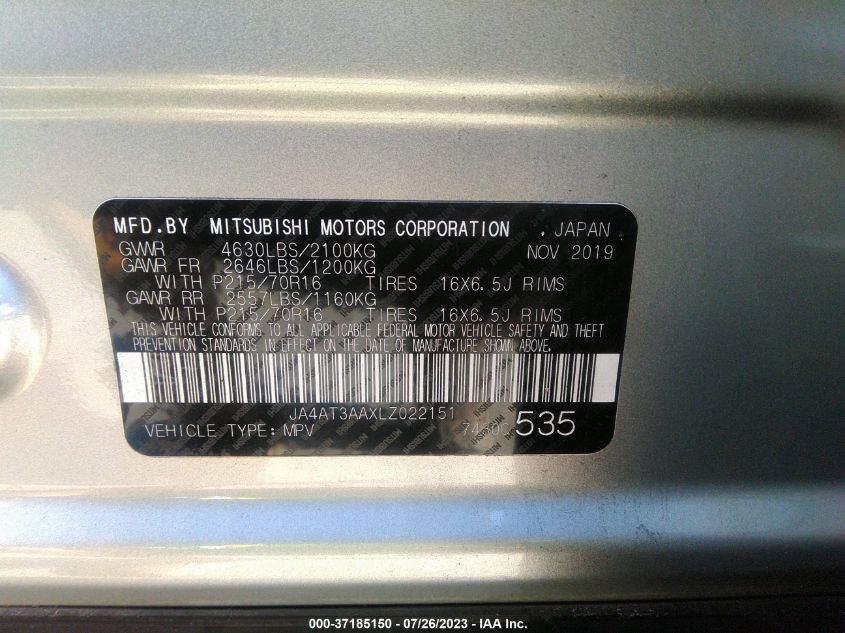 MFD.BY MITSUBISHI MOTORS CORPORATION , JAPAN
GVWR 4630LBS/2100KG NOV 2019
GAWR FR 2646LBS/1200KG
WITH P215/70R16 TIRES 16X6.5J RIMS
GAWR RR 2557LBS/1160KG
WITH P215/70R16 TIRES 16X6.5J RIMS
THIS VEHICLE CONFORMS TO ALL APPLICABLE FEDERAL MOTOR VEHICLE SAFETY AND THEFT
PREVENTION STANDARDS IN EFFECT ON THE DATE OF MANUFACTURE SHOWN ABOVE.
JA4AT3AAXLZ022151
VEHICLE TYPE: MPV 535
000-37185150 - 07/26/2023 - IAA Inc.